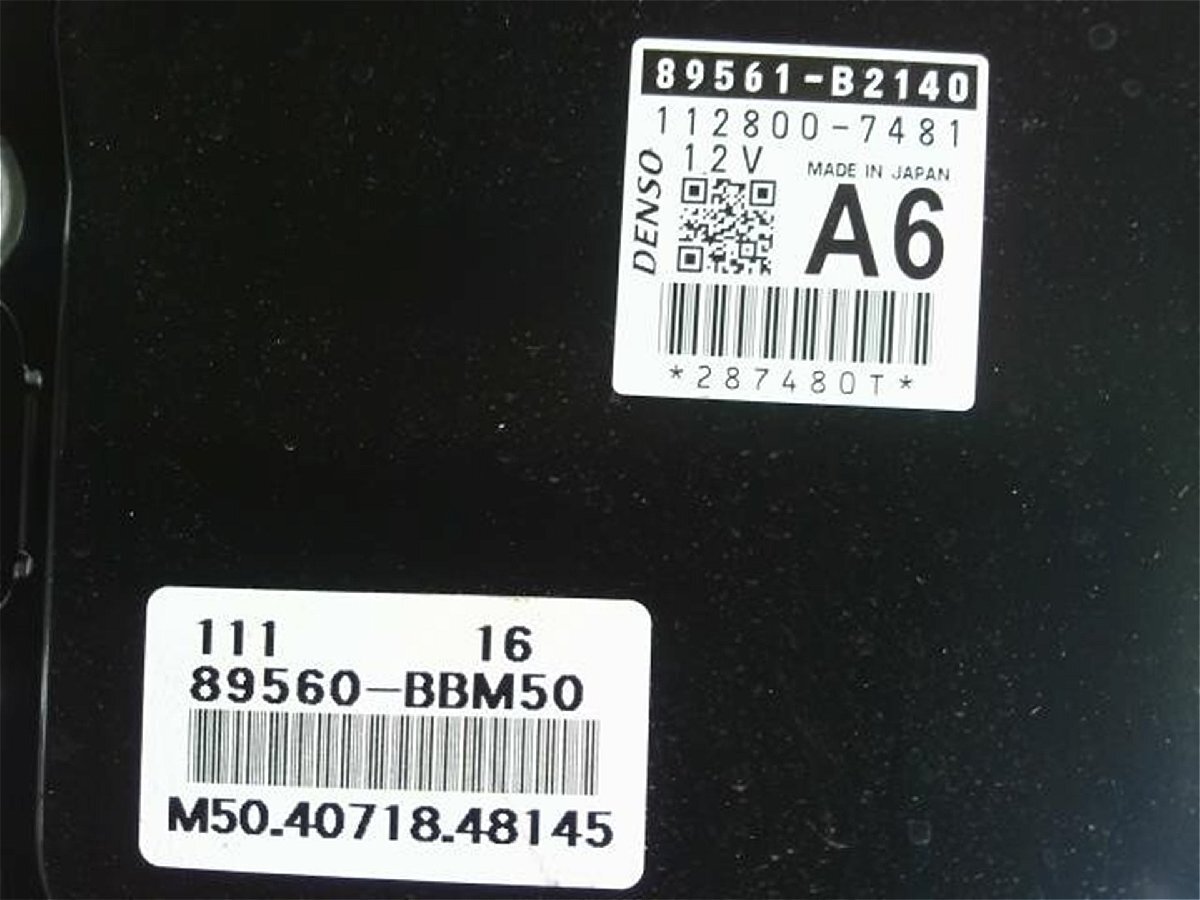 89561-B2140
112800-7481
12V
MADE IN JAPAN
DENSO
A6
*287480T*
111 16
89560-BBM50
M50.40718.48145